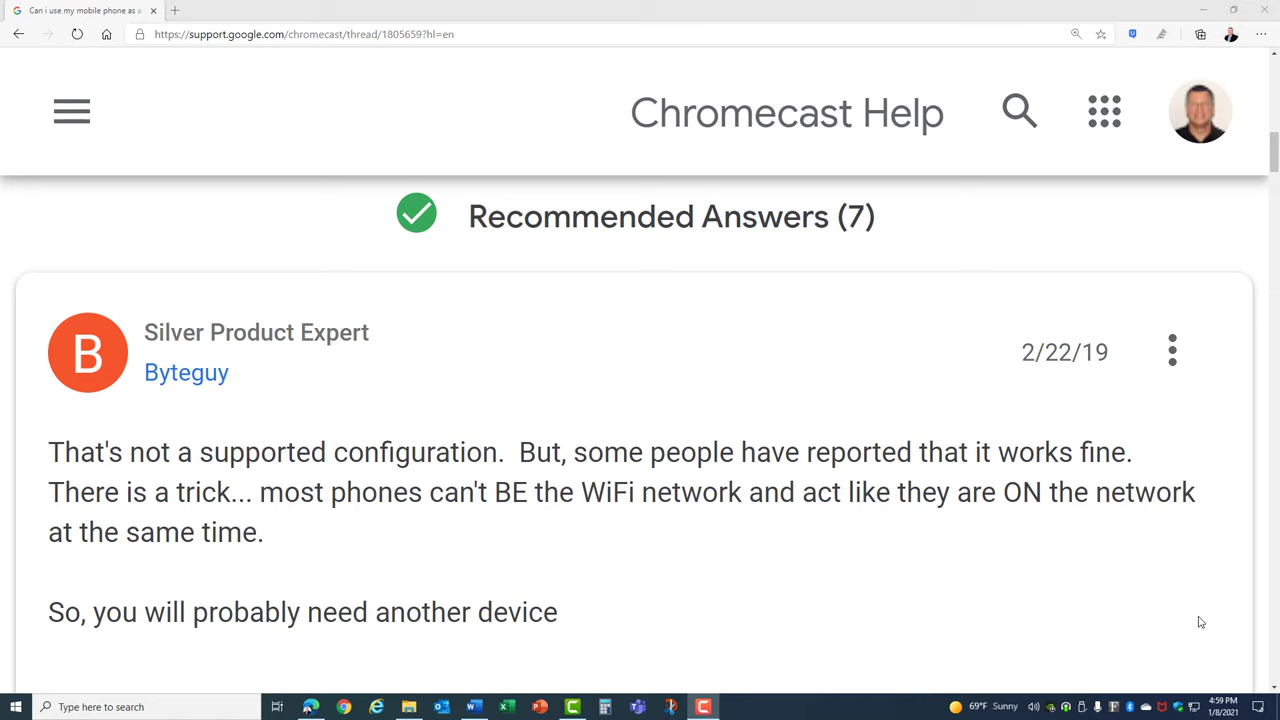 Can i use my mobile phone as a
https://support.google.com/chromecast/thread/1805659?hl=en
Chromecast Help
Recommended Answers (7)
B
Silver Product Expert
Byteguy
2/22/19
That's not a supported configuration. But, some people have reported that it works fine.
There is a trick... most phones can't BE the WiFi network and act like they are ON the network
at the same time.
So, you will probably need another device
Type here to search
69°F Sunny
4:59 PM
1/8/2021